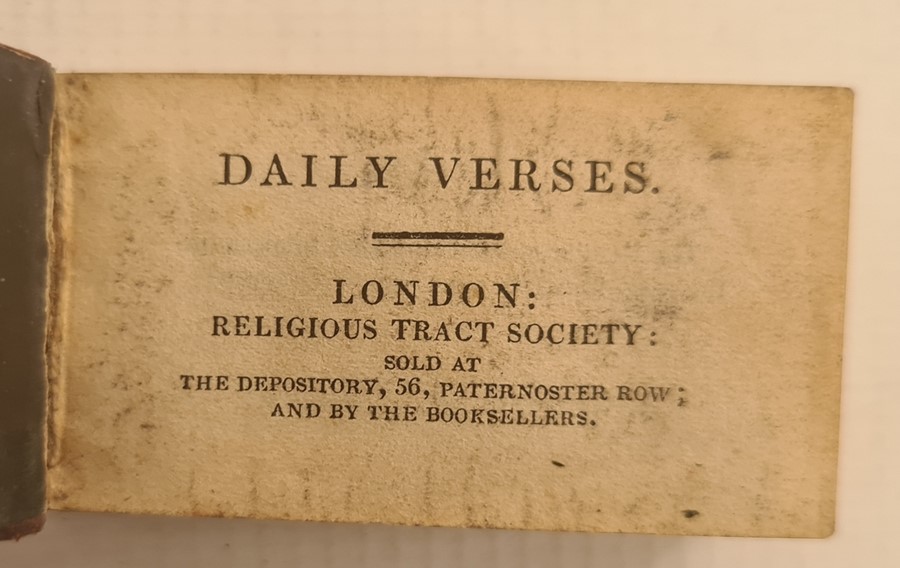 DAILY VERSES.
LONDON:
RELIGIOUS TRACT SOCIETY:
SOLD AT
THE DEPOSITORY, 56, PATERNOSTER ROW;
AND BY THE BOOKSELLERS.